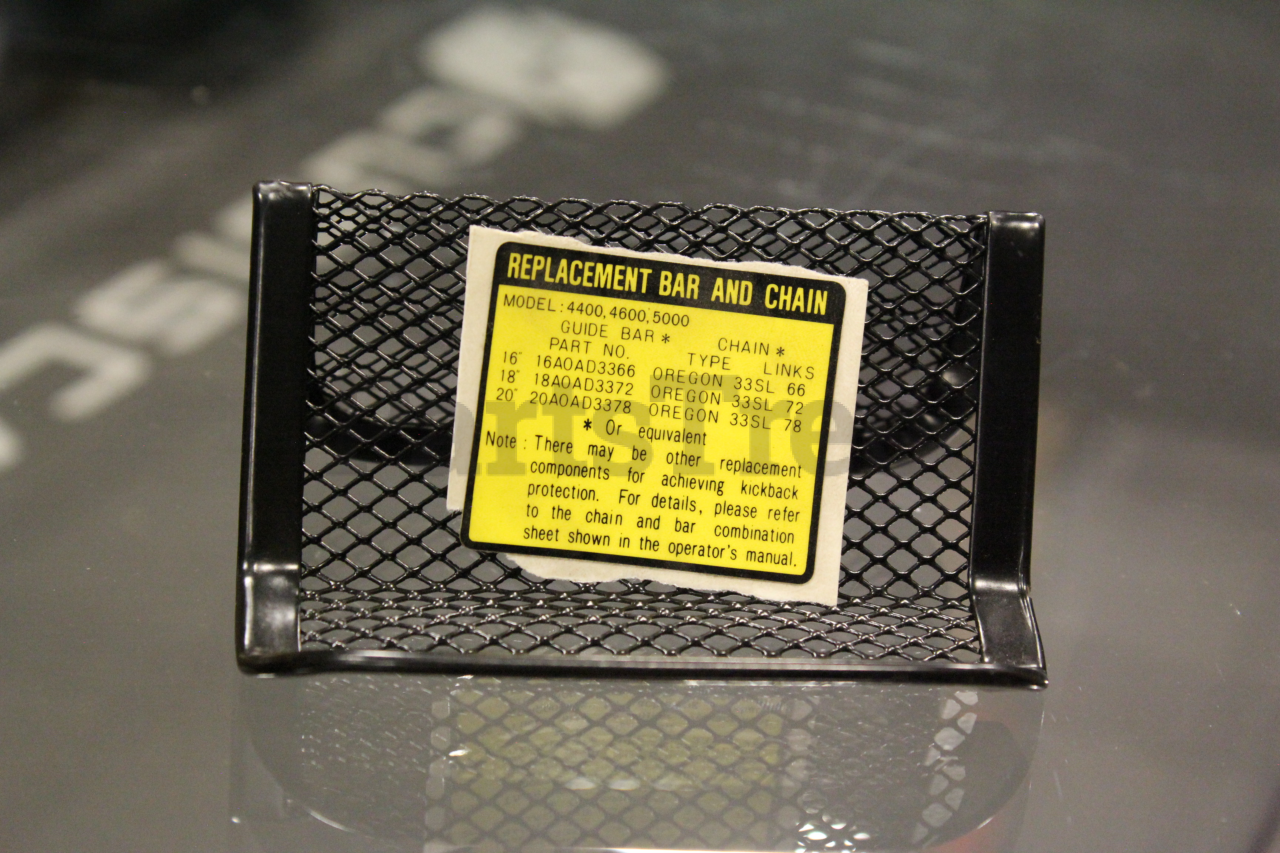 REPLACEMENT BAR AND CHAIN
MODEL: 4400, 4600, 5000
GUIDE BAR* CHAIN*
PART NO. TYPE LINKS
16" 16A0AD3366 OREGON 33SL 66
18" 18A0AD3372 OREGON 33SL 72
20" 20A0AD3378 OREGON 33SL 78
* Or equivalent
Note: There may be other replacement
components for achieving kickback
protection. For details, please refer
to the chain and bar combination
sheet shown in the operator's manual.